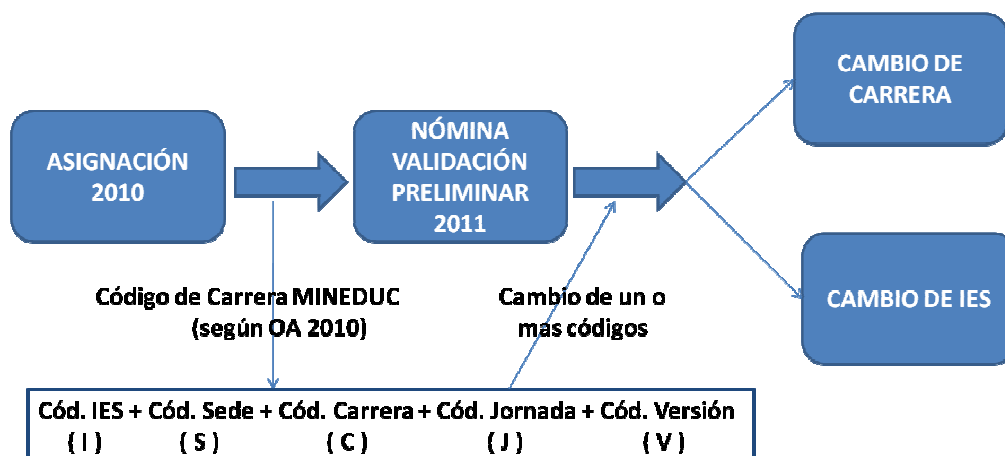 ASIGNACIÓN
2010
NÓMINA
VALIDACIÓN
PRELIMINAR
2011
CAMBIO DE
CARRERA
CAMBIO DE IES
Código de Carrera MINEDUC
(según OA 2010)
Cambio de un o
mas códigos
Cód. IES + Cód. Sede + Cód. Carrera + Cód. Jornada + Cód. Versión
( I ) ( S ) ( C ) ( J ) ( V )